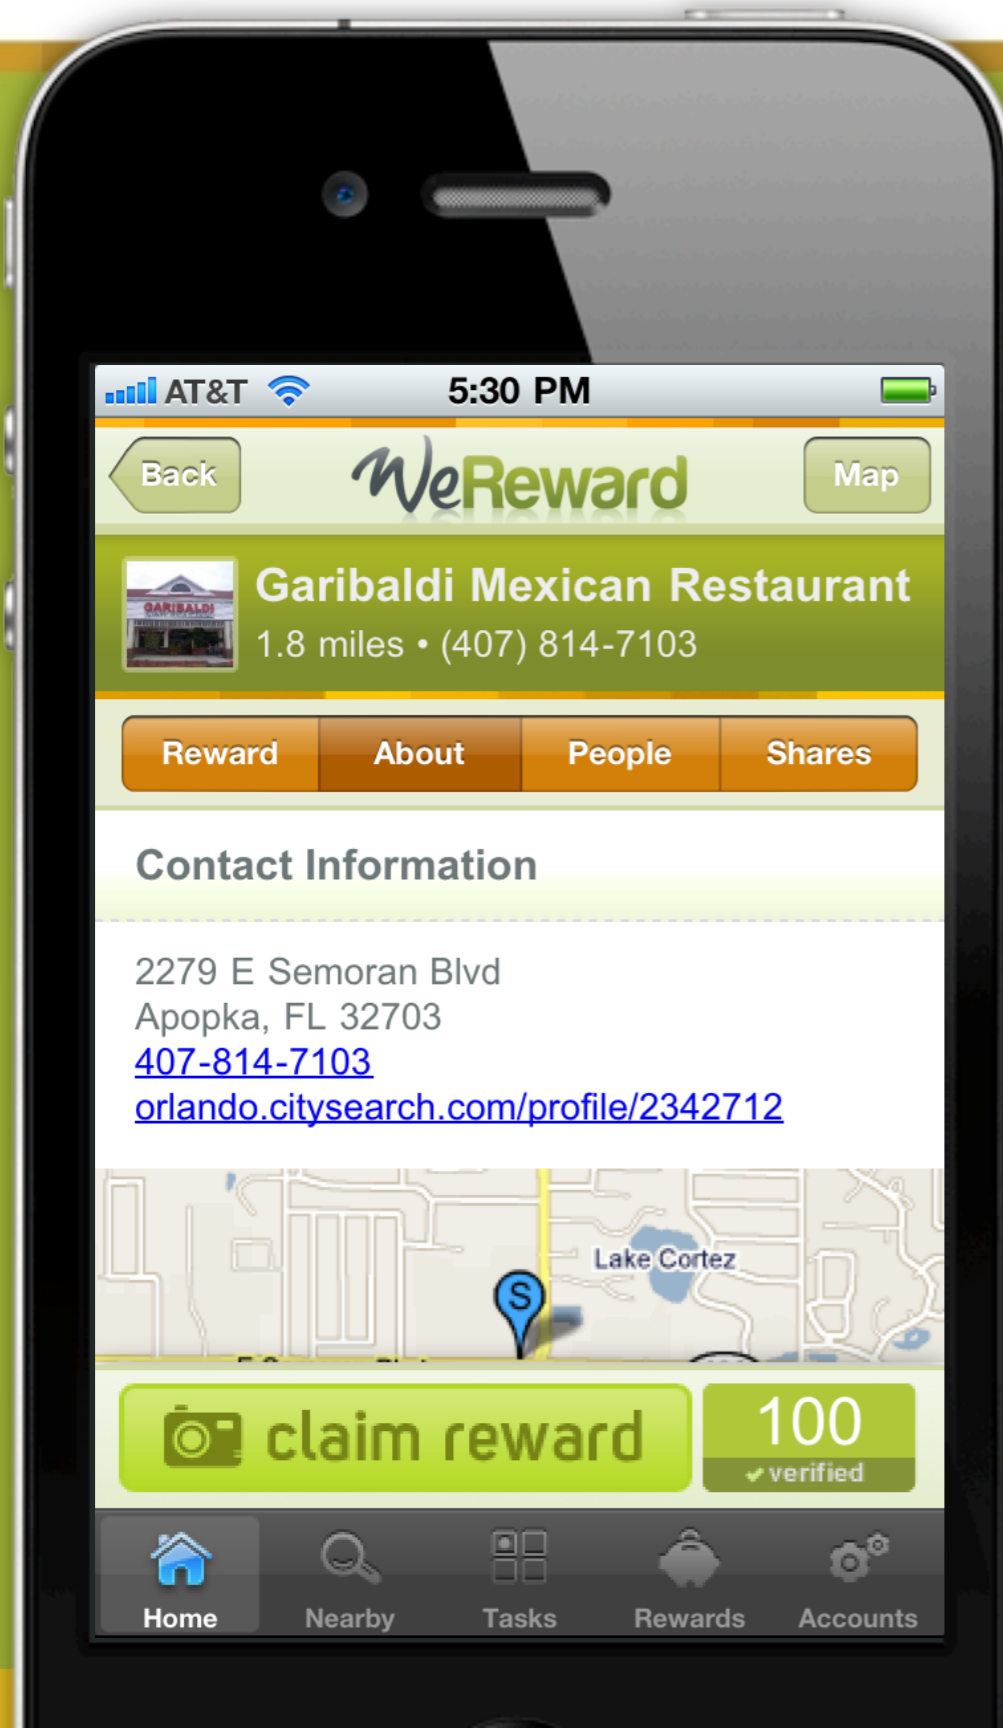 AT&T 5:30 PM
Back WeReward Map
GARIBALDI
Garibaldi Mexican Restaurant
1.8 miles • (407) 814-7103
Reward About People Shares
Contact Information
2279 E Semoran Blvd
Apopka, FL 32703
407-814-7103
orlando.citysearch.com/profile/2342712
Lake Cortez
S
claim reward 100
verified
Home Nearby Tasks Rewards Accounts